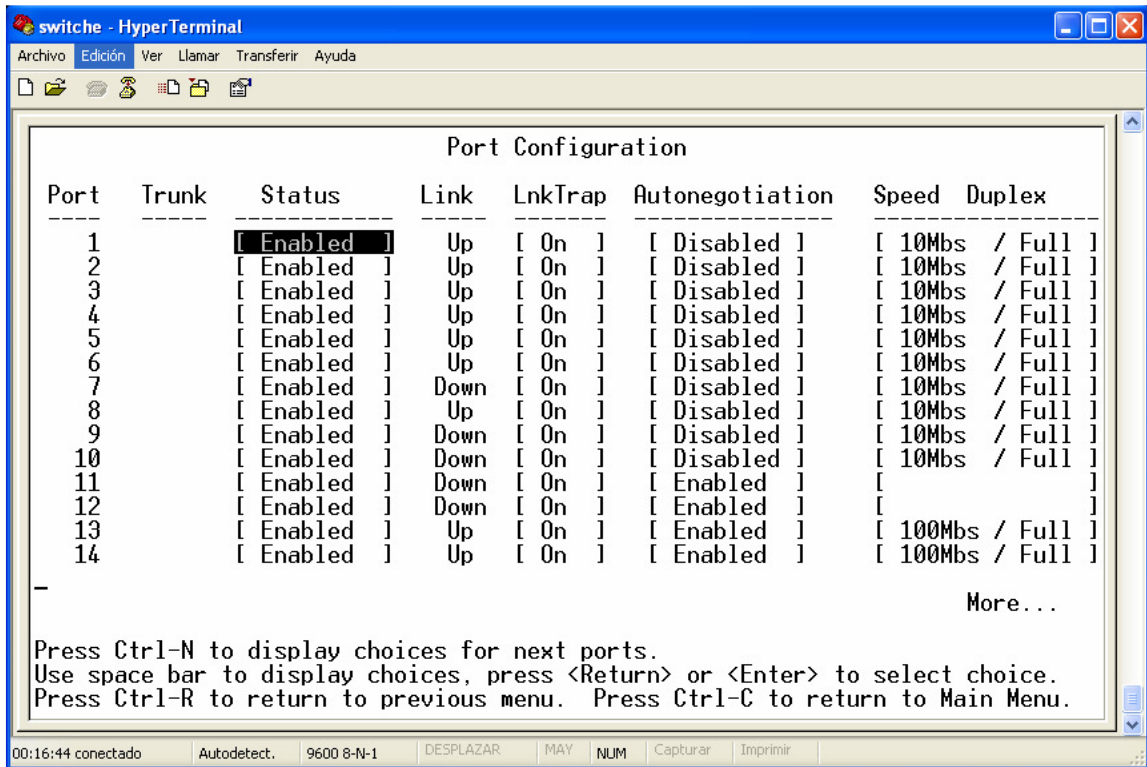 switche - HyperTerminal
Archivo Edición Ver Llamar Transferir Ayuda
Port Configuration
Port Trunk Status Link LnkTrap Autonegotiation Speed Duplex
---- ----- ------------ ----- ------- --------------- -----------------
1 [ Enabled ] Up [ On ] [ Disabled ] [ 10Mbs / Full ]
2 [ Enabled ] Up [ On ] [ Disabled ] [ 10Mbs / Full ]
3 [ Enabled ] Up [ On ] [ Disabled ] [ 10Mbs / Full ]
4 [ Enabled ] Up [ On ] [ Disabled ] [ 10Mbs / Full ]
5 [ Enabled ] Up [ On ] [ Disabled ] [ 10Mbs / Full ]
6 [ Enabled ] Up [ On ] [ Disabled ] [ 10Mbs / Full ]
7 [ Enabled ] Down [ On ] [ Disabled ] [ 10Mbs / Full ]
8 [ Enabled ] Up [ On ] [ Disabled ] [ 10Mbs / Full ]
9 [ Enabled ] Down [ On ] [ Disabled ] [ 10Mbs / Full ]
10 [ Enabled ] Down [ On ] [ Disabled ] [ 10Mbs / Full ]
11 [ Enabled ] Down [ On ] [ Enabled ] [ ]
12 [ Enabled ] Down [ On ] [ Enabled ] [ ]
13 [ Enabled ] Up [ On ] [ Enabled ] [ 100Mbs / Full ]
14 [ Enabled ] Up [ On ] [ Enabled ] [ 100Mbs / Full ]
More...
Press Ctrl-N to display choices for next ports.
Use space bar to display choices, press <Return> or <Enter> to select choice.
Press Ctrl-R to return to previous menu. Press Ctrl-C to return to Main Menu.
00:16:44 conectado Autodetect. 9600 8-N-1 DESPLAZAR MAY NUM Capturar Imprimir